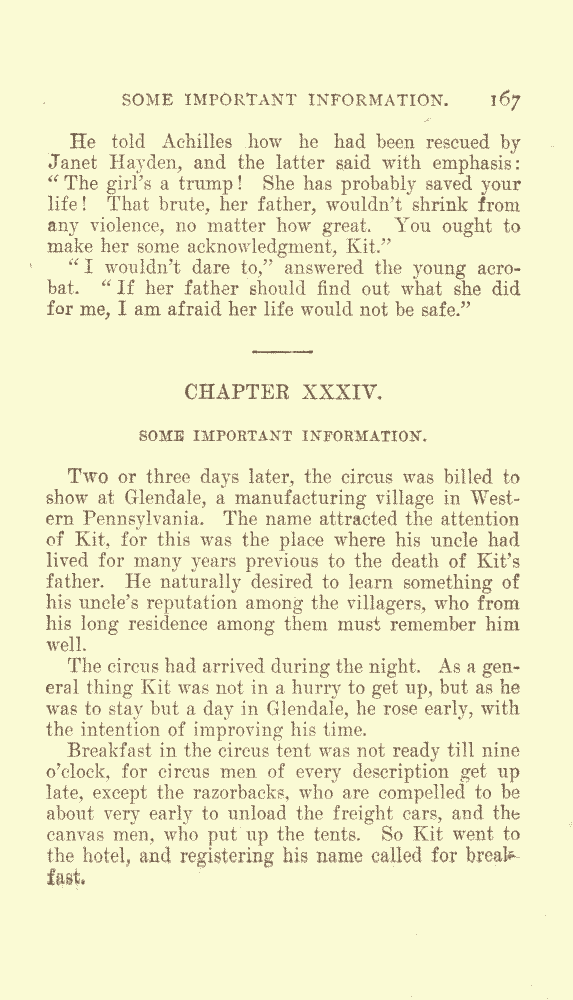 SOME IMPORTANT INFORMATION. 167
He told Achilles how he had been rescued by
Janet Hayden, and the latter said with emphasis:
“ The girl’s a trump! She has probably saved your
life! That brute, her father, wouldn’t shrink from
any violence, no matter how great. You ought to
make her some acknowledgment, Kit.”
“ I wouldn’t dare to,” answered the young acro-
bat. “ If her father should find out what she did
for me, I am afraid her life would not be safe.”
CHAPTER XXXIV.
SOME IMPORTANT INFORMATION.
Two or three days later, the circus was billed to
show at Glendale, a manufacturing village in West-
ern Pennsylvania. The name attracted the attention
of Kit, for this was the place where his uncle had
lived for many years previous to the death of Kit’s
father. He naturally desired to learn something of
his uncle’s reputation among the villagers, who from
his long residence among them must remember him
well.
The circus had arrived during the night. As a gen-
eral thing Kit was not in a hurry to get up, but as he
was to stay but a day in Glendale, he rose early, with
the intention of improving his time.
Breakfast in the circus tent was not ready till nine
o’clock, for circus men of every description get up
late, except the razorbacks, who are compelled to be
about very early to unload the freight cars, and the
canvas men, who put up the tents. So Kit went to
the hotel, and registering his name called for break-
fast.